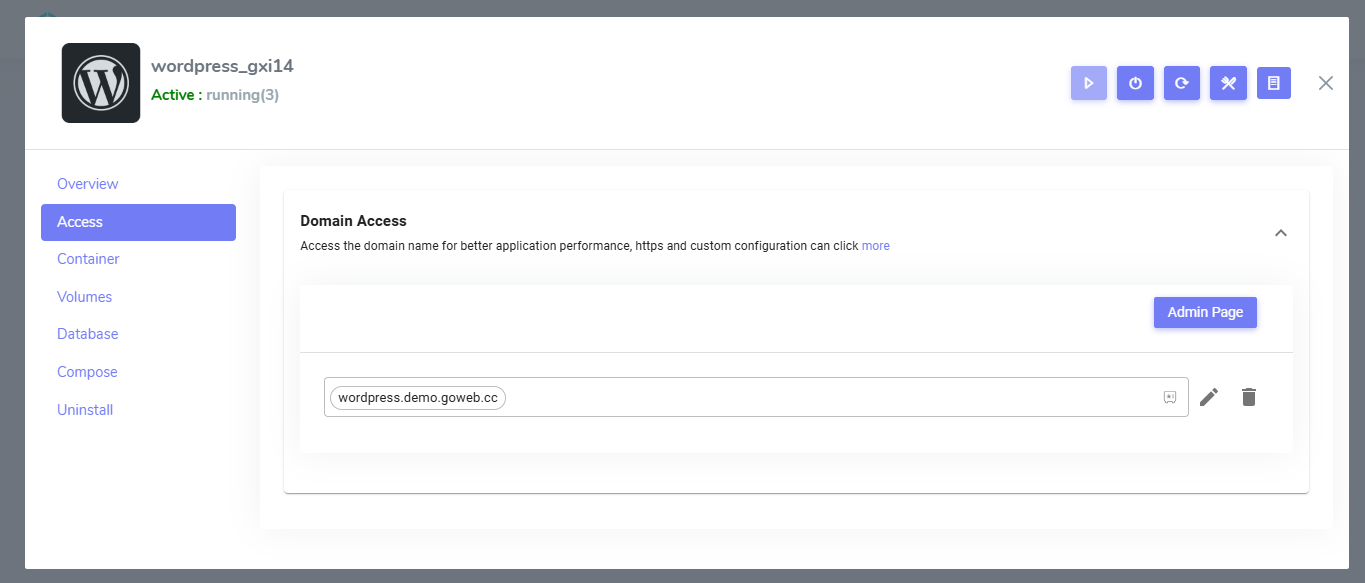 wordpress_gxi14
Active : running(3)
Overview
Access
Container
Volumes
Database
Compose
Uninstall
Domain Access
Access the domain name for better application performance, https and custom configuration can click more
Admin Page
wordpress.demo.goweb.cc